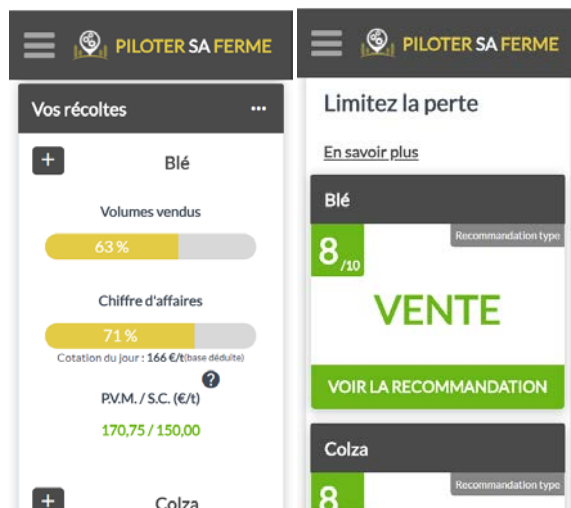 PILOTER SA FERME
Vos récoltes ...
+ Blé
Volumes vendus
63 %
Chiffre d'affaires
71 %
Cotation du jour : 166 €/t(base déduite)
?
P.V.M. / S.C. (€/t)
170,75 / 150,00
+ Colza
PILOTER SA FERME
Limitez la perte
En savoir plus
Blé
8/10
Recommandation type
VENTE
VOIR LA RECOMMANDATION
Colza
8
Recommandation type